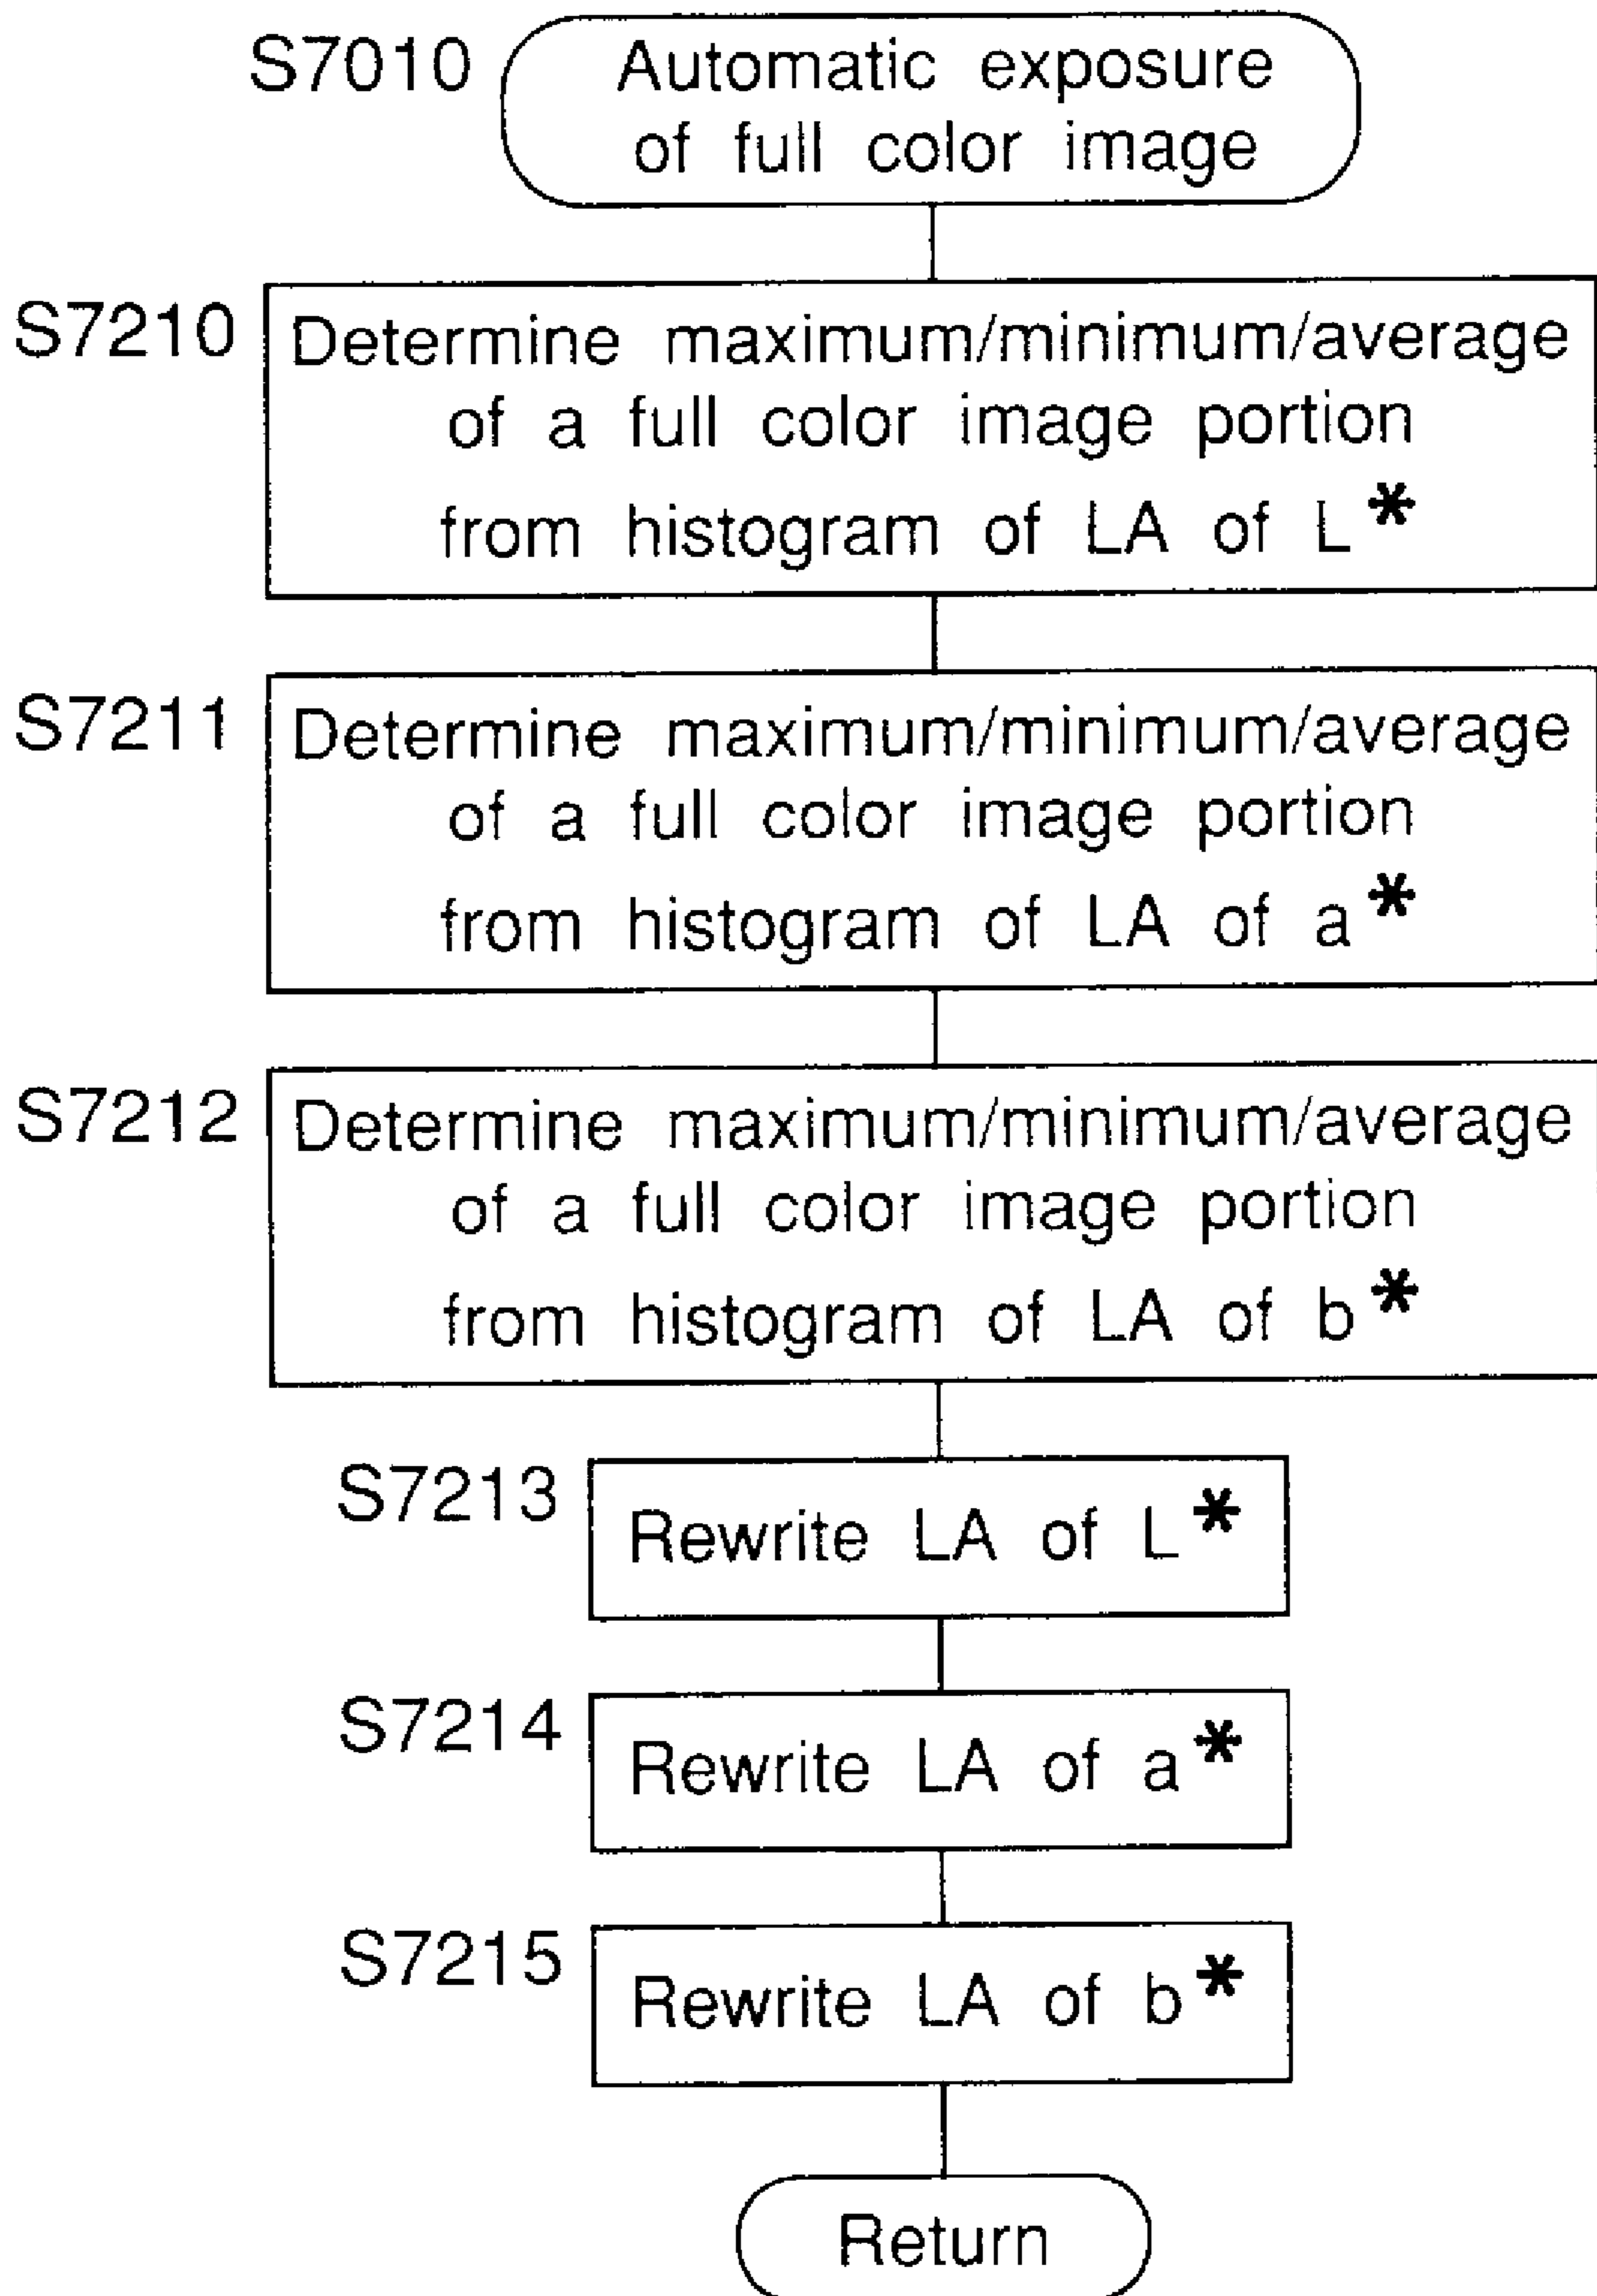 S7010 Automatic exposure
of full color image
S7210 Determine maximum/minimum/average
of a full color image portion
from histogram of LA of L*
S7211 Determine maximum/minimum/average
of a full color image portion
from histogram of LA of a*
S7212 Determine maximum/minimum/average
of a full color image portion
from histogram of LA of b*
S7213 Rewrite LA of L*
S7214 Rewrite LA of a*
S7215 Rewrite LA of b*
Return